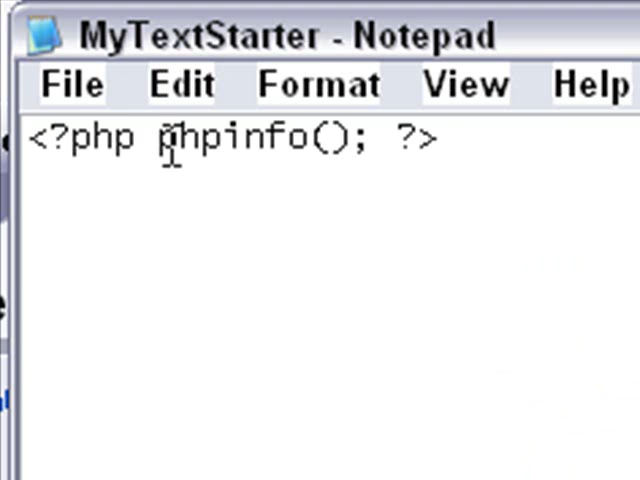 MyTextStarter - Notepad
File Edit Format View Help
<?php phpinfo(); ?>